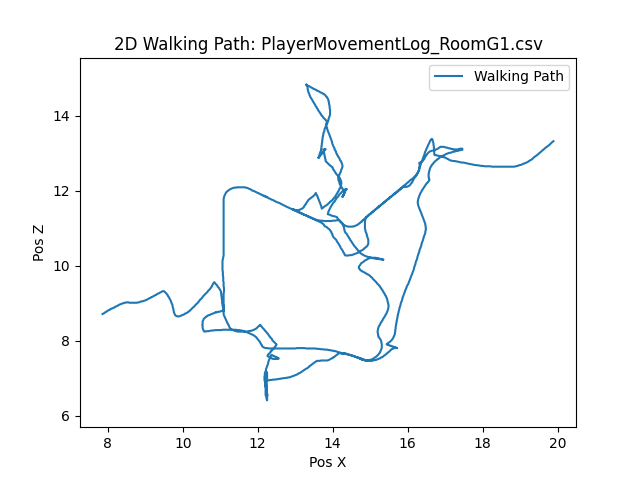 2D Walking Path: PlayerMovementLog_RoomG1.csv
Walking Path
Pos Z
14
12
10
8
6
8 10 12 14 16 18 20
Pos X